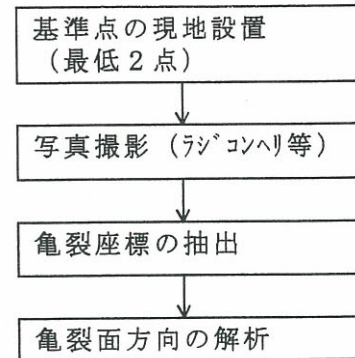 基準点の現地設置
(最低2点)
写真撮影(ﾗｼﾞｺﾝﾍﾘ等)
亀裂座標の抽出
亀裂面方向の解析